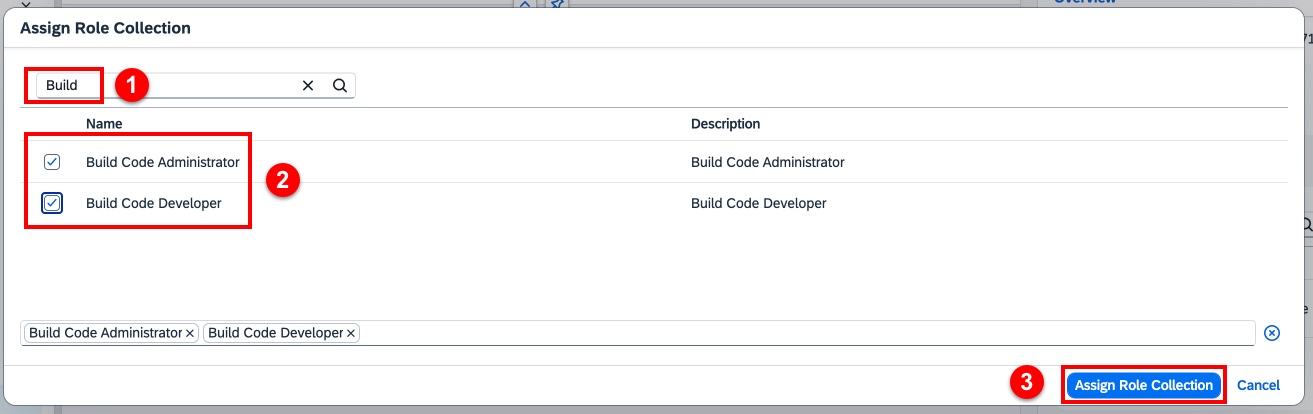 Overview
Assign Role Collection
Build
1
Name Description
Build Code Administrator Build Code Administrator
2
Build Code Developer Build Code Developer
Build Code Administrator Build Code Developer
3 Assign Role Collection Cancel